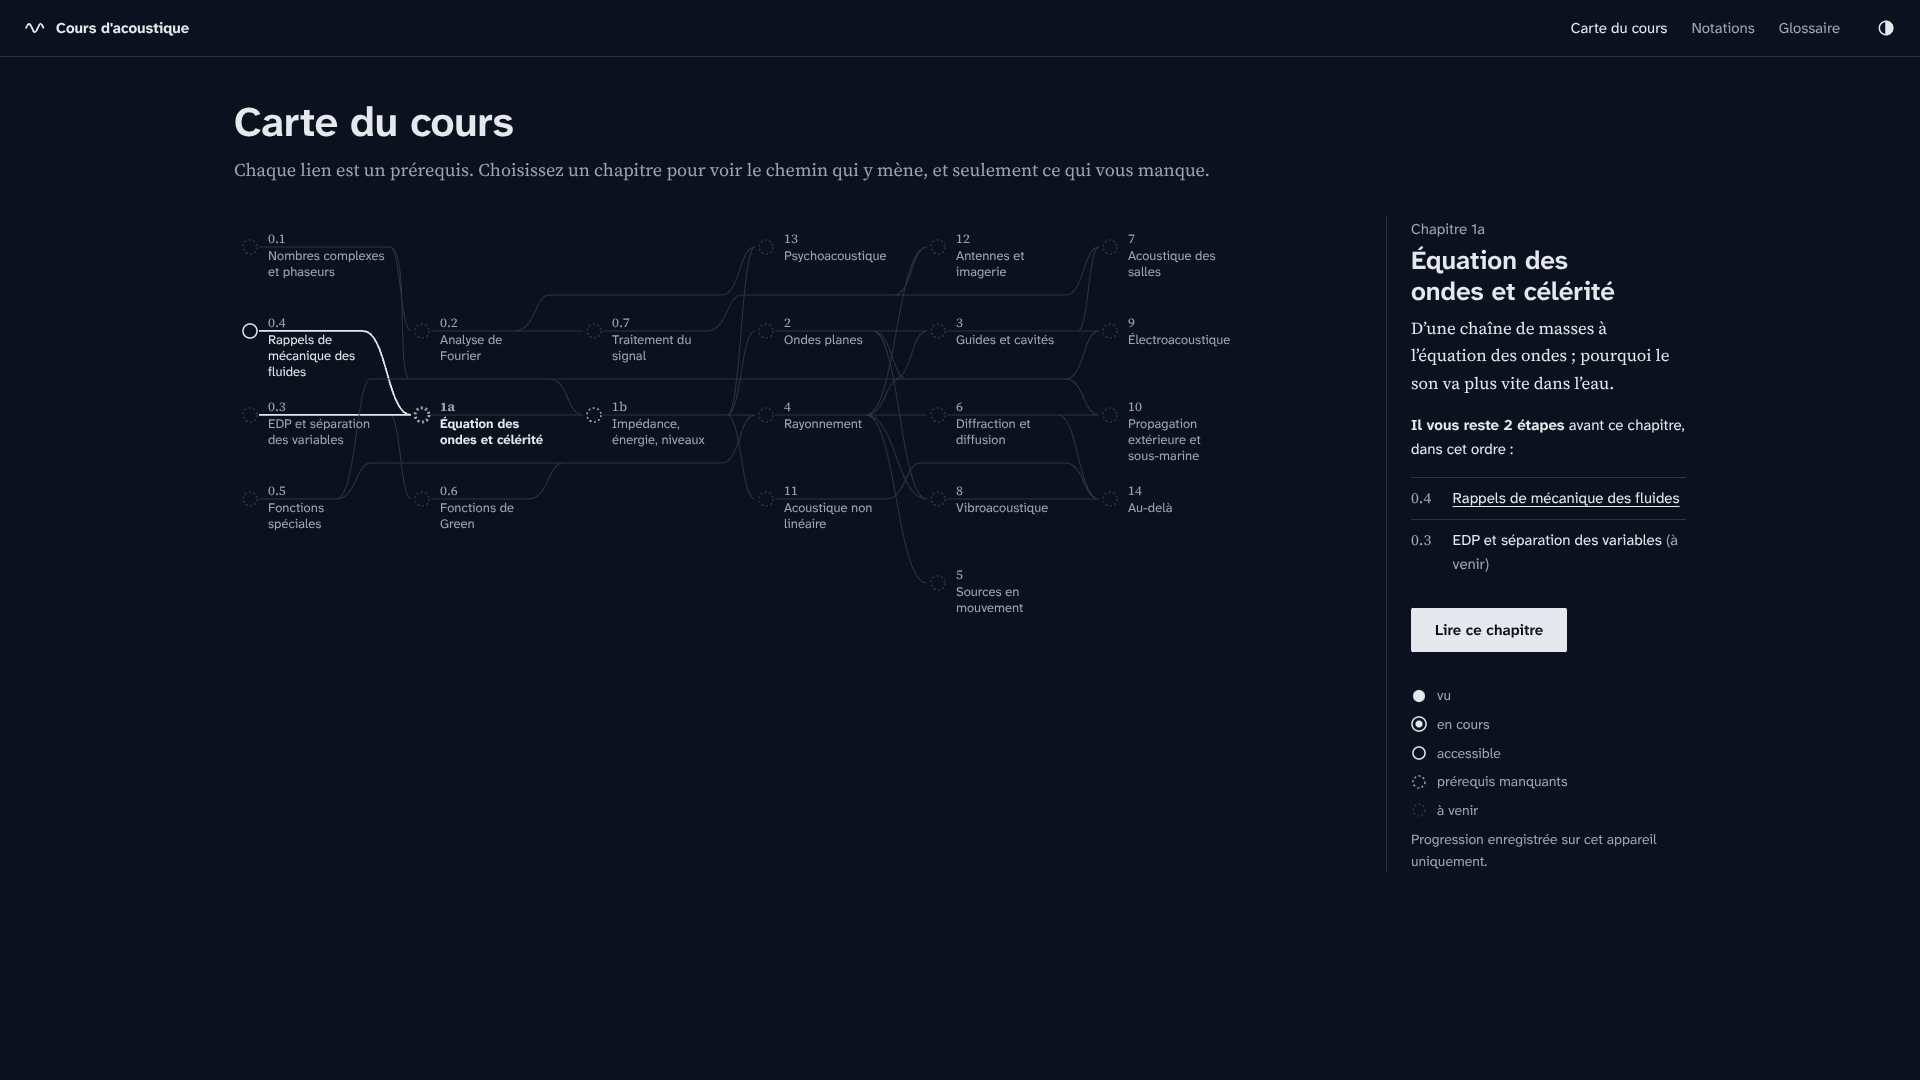 Cours d'acoustique
Carte du cours
Notations
Glossaire
Carte du cours
Chaque lien est un prérequis. Choisissez un chapitre pour voir le chemin qui y mène, et seulement ce qui vous manque.
0.1
Nombres complexes
et phaseurs
0.4
Rappels de
mécanique des
fluides
0.3
EDP et séparation
des variables
0.5
Fonctions
spéciales
0.2
Analyse de
Fourier
1a
Équation des
ondes et célérité
0.6
Fonctions de
Green
0.7
Traitement du
signal
1b
Impédance,
énergie, niveaux
13
Psychoacoustique
2
Ondes planes
4
Rayonnement
11
Acoustique non
linéaire
12
Antennes et
imagerie
3
Guides et cavités
6
Diffraction et
diffusion
8
Vibroacoustique
5
Sources en
mouvement
7
Acoustique des
salles
9
Électroacoustique
10
Propagation
extérieure et
sous-marine
14
Au-delà
Chapitre 1a
Équation des
ondes et célérité
D’une chaîne de masses à
l’équation des ondes ; pourquoi le
son va plus vite dans l’eau.
Il vous reste 2 étapes avant ce chapitre,
dans cet ordre :
0.4 Rappels de mécanique des fluides
0.3 EDP et séparation des variables (à
venir)
Lire ce chapitre
vu
en cours
accessible
prérequis manquants
à venir
Progression enregistrée sur cet appareil
uniquement.